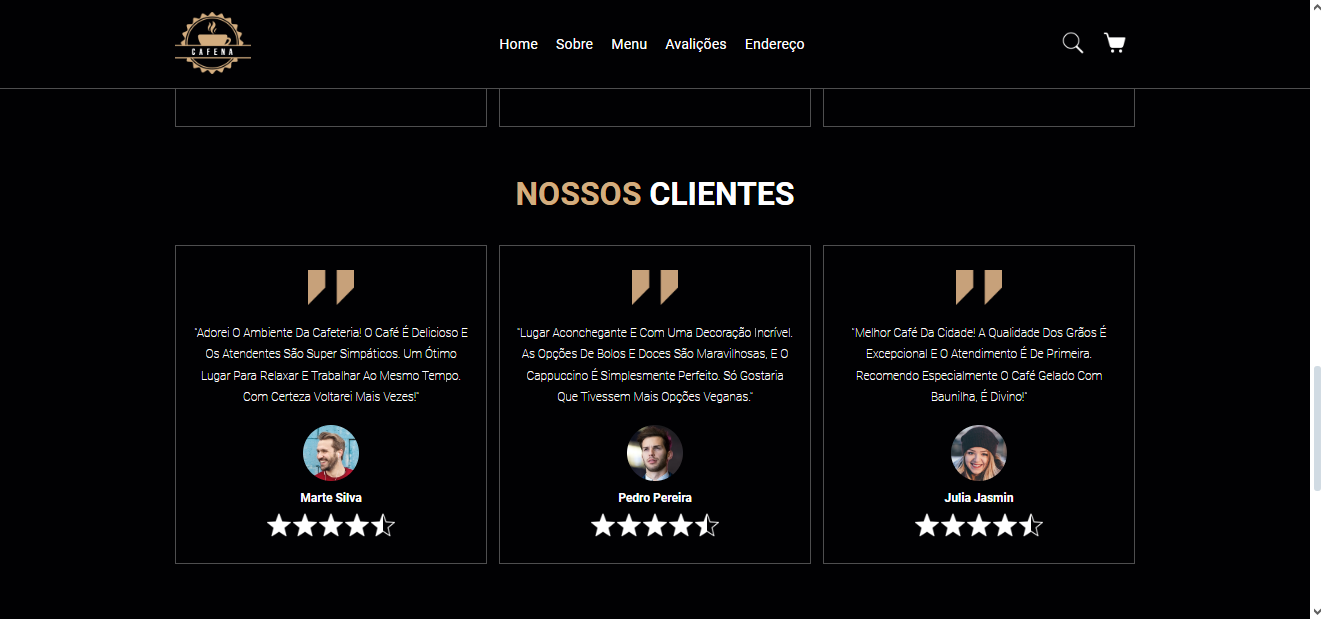 CAFENA
Home Sobre Menu Avalições Endereço
NOSSOS CLIENTES
"Adorei O Ambiente Da Cafeteria! O Café É Delicioso E
Os Atendentes São Super Simpáticos. Um Ótimo
Lugar Para Relaxar E Trabalhar Ao Mesmo Tempo.
Com Certeza Voltarei Mais Vezes!"
Marte Silva
"Lugar Aconchegante E Com Uma Decoração Incrível.
As Opções De Bolos E Doces São Maravilhosas, E O
Cappuccino É Simplesmente Perfeito. Só Gostaria
Que Tivessem Mais Opções Veganas."
Pedro Pereira
"Melhor Café Da Cidade! A Qualidade Dos Grãos É
Excepcional E O Atendimento É De Primeira.
Recomendo Especialmente O Café Gelado Com
Baunilha, É Divino!"
Julia Jasmin